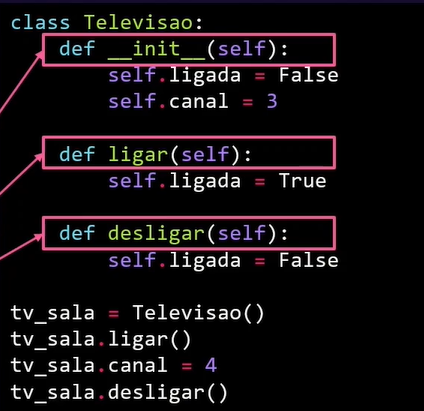 class Televisao:
    def __init__(self):
        self.ligada = False
        self.canal = 3
    def ligar(self):
        self.ligada = True
    def desligar(self):
        self.ligada = False
tv_sala = Televisao()
tv_sala.ligar()
tv_sala.canal = 4
tv_sala.desligar()